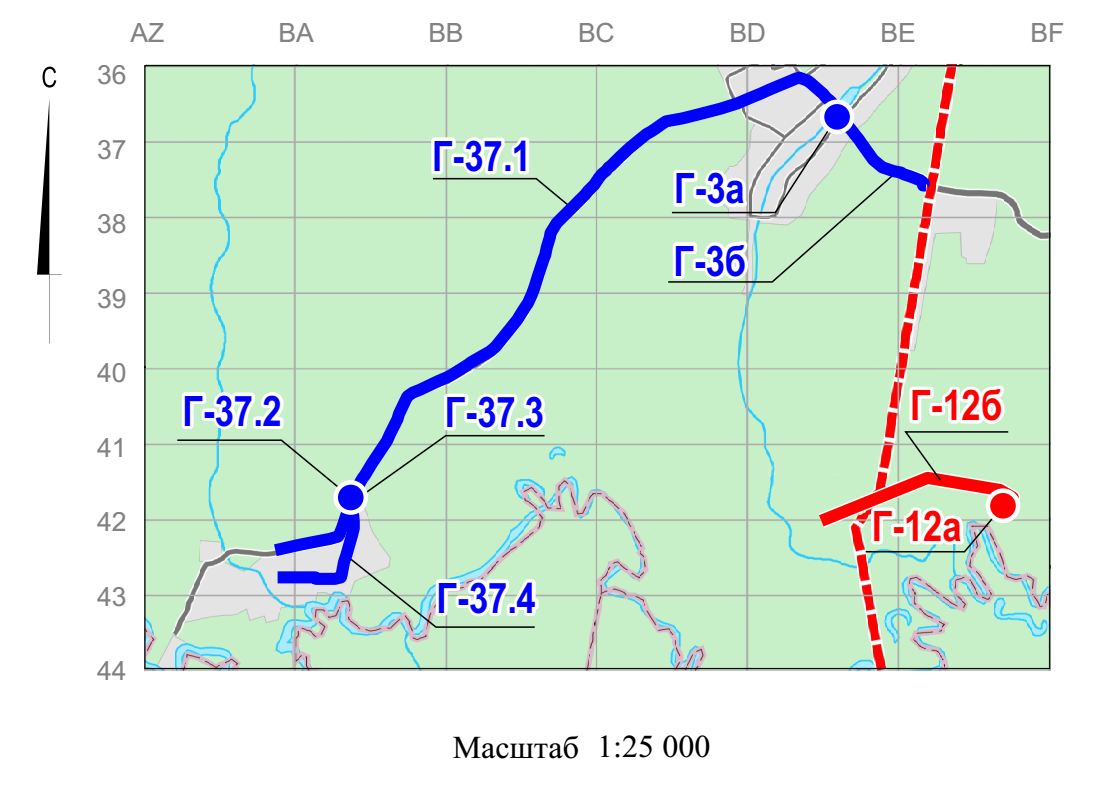 AZ BA BB BC BD BE BF
С
36
37
38
39
40
41
42
43
44
Г-37.1
Г-3а
Г-3б
Г-37.2
Г-37.3
Г-12б
Г-12а
Г-37.4
Масштаб 1:25 000